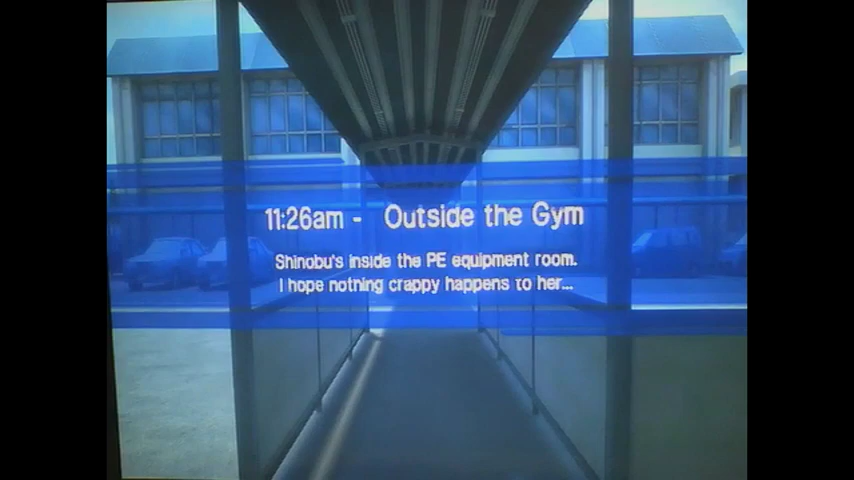 11:26am - Outside the Gym
Shinobu's inside the PE equipment room.
I hope nothing crappy happens to her...